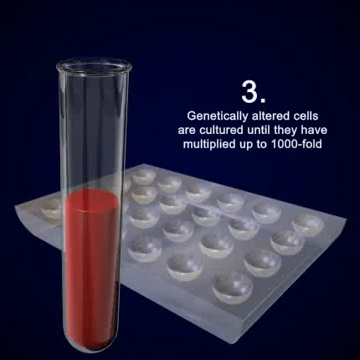 3.
Genetically altered cells
are cultured until they have
multiplied up to 1000-fold